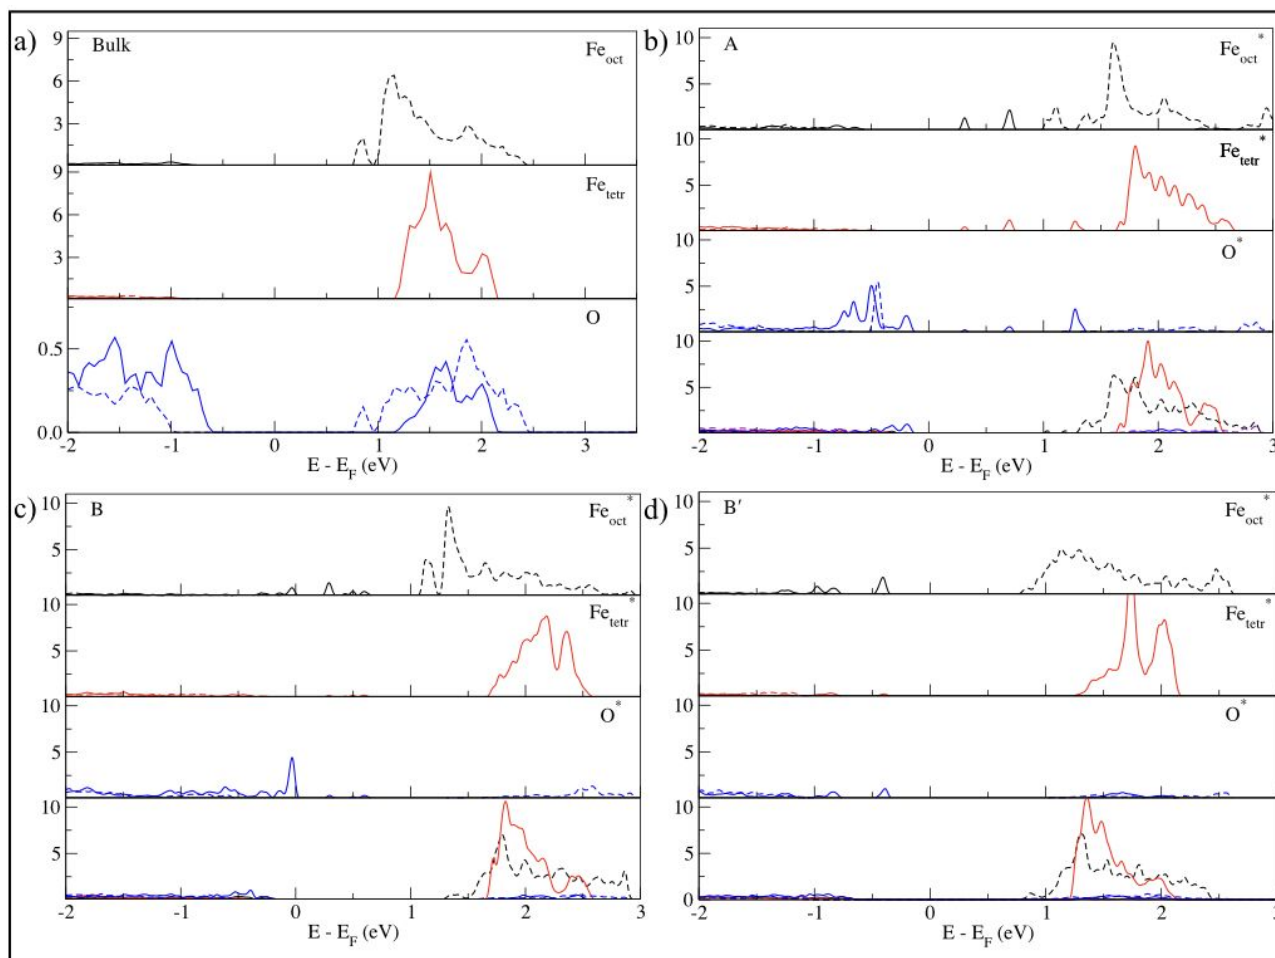 a)
Bulk
Fe_oct
9
6
3
Fe_tetr
9
6
3
O
0.5
0.0
-2 -1 0 1 2 3
E - E_F (eV)
b)
A
Fe_oct*
10
5
Fe_tetr*
10
5
O*
10
5
10
5
0
-2 -1 0 1 2 3
E - E_F (eV)
c)
B
Fe_oct*
10
5
Fe_tetr*
10
5
O*
10
5
10
5
-2 -1 0 1 2 3
E - E_F (eV)
d)
B′
Fe_oct*
10
5
Fe_tetr*
10
5
O*
10
5
10
5
0
-2 -1 0 1 2
E - E_F (eV)